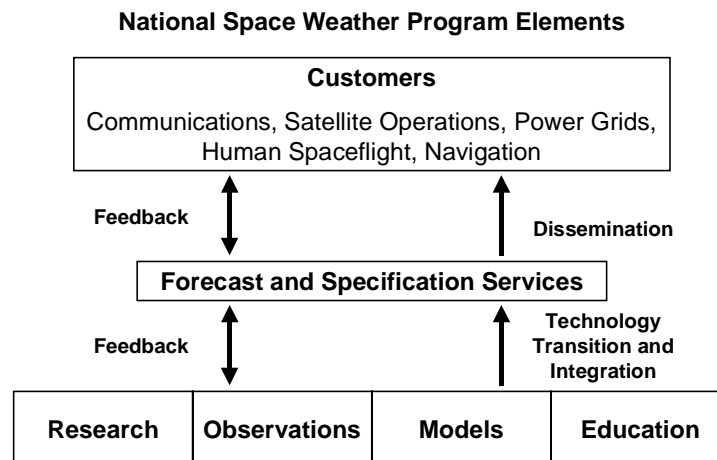 National Space Weather Program Elements
Customers
Communications, Satellite Operations, Power Grids,
Human Spaceflight, Navigation
Feedback
Dissemination
Forecast and Specification Services
Feedback
Technology
Transition and
Integration
Research
Observations
Models
Education